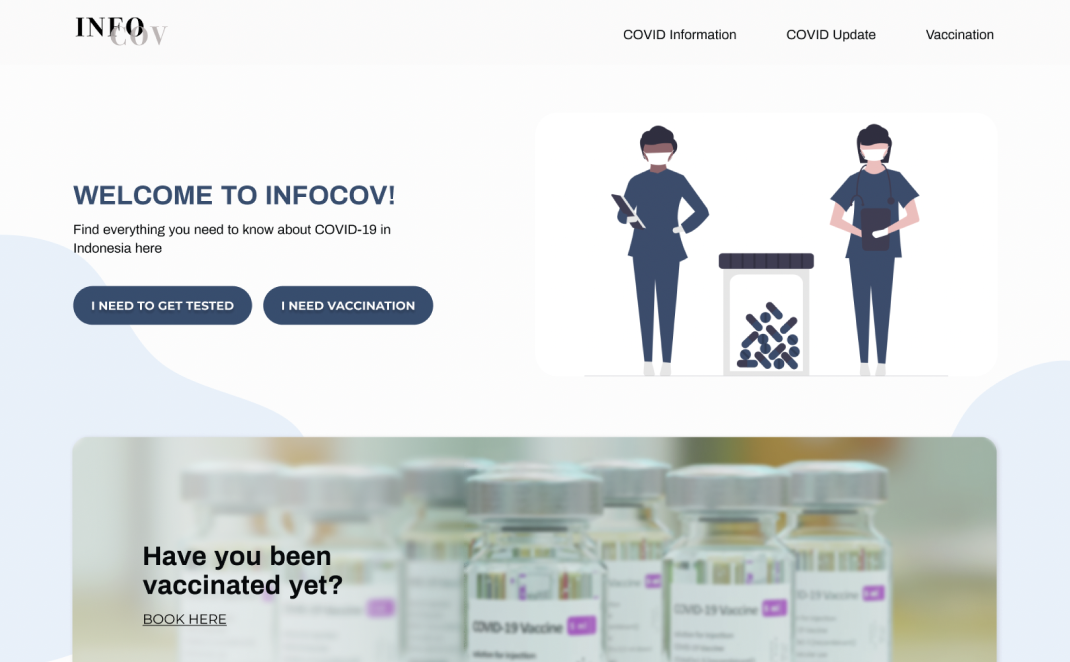 INFO
COV
COVID Information
COVID Update
Vaccination
WELCOME TO INFOCOV!
Find everything you need to know about COVID-19 in
Indonesia here
I NEED TO GET TESTED
I NEED VACCINATION
Have you been
vaccinated yet?
BOOK HERE
COVID-19 Vaccine
COVID-19 Vaccine
Vaccine